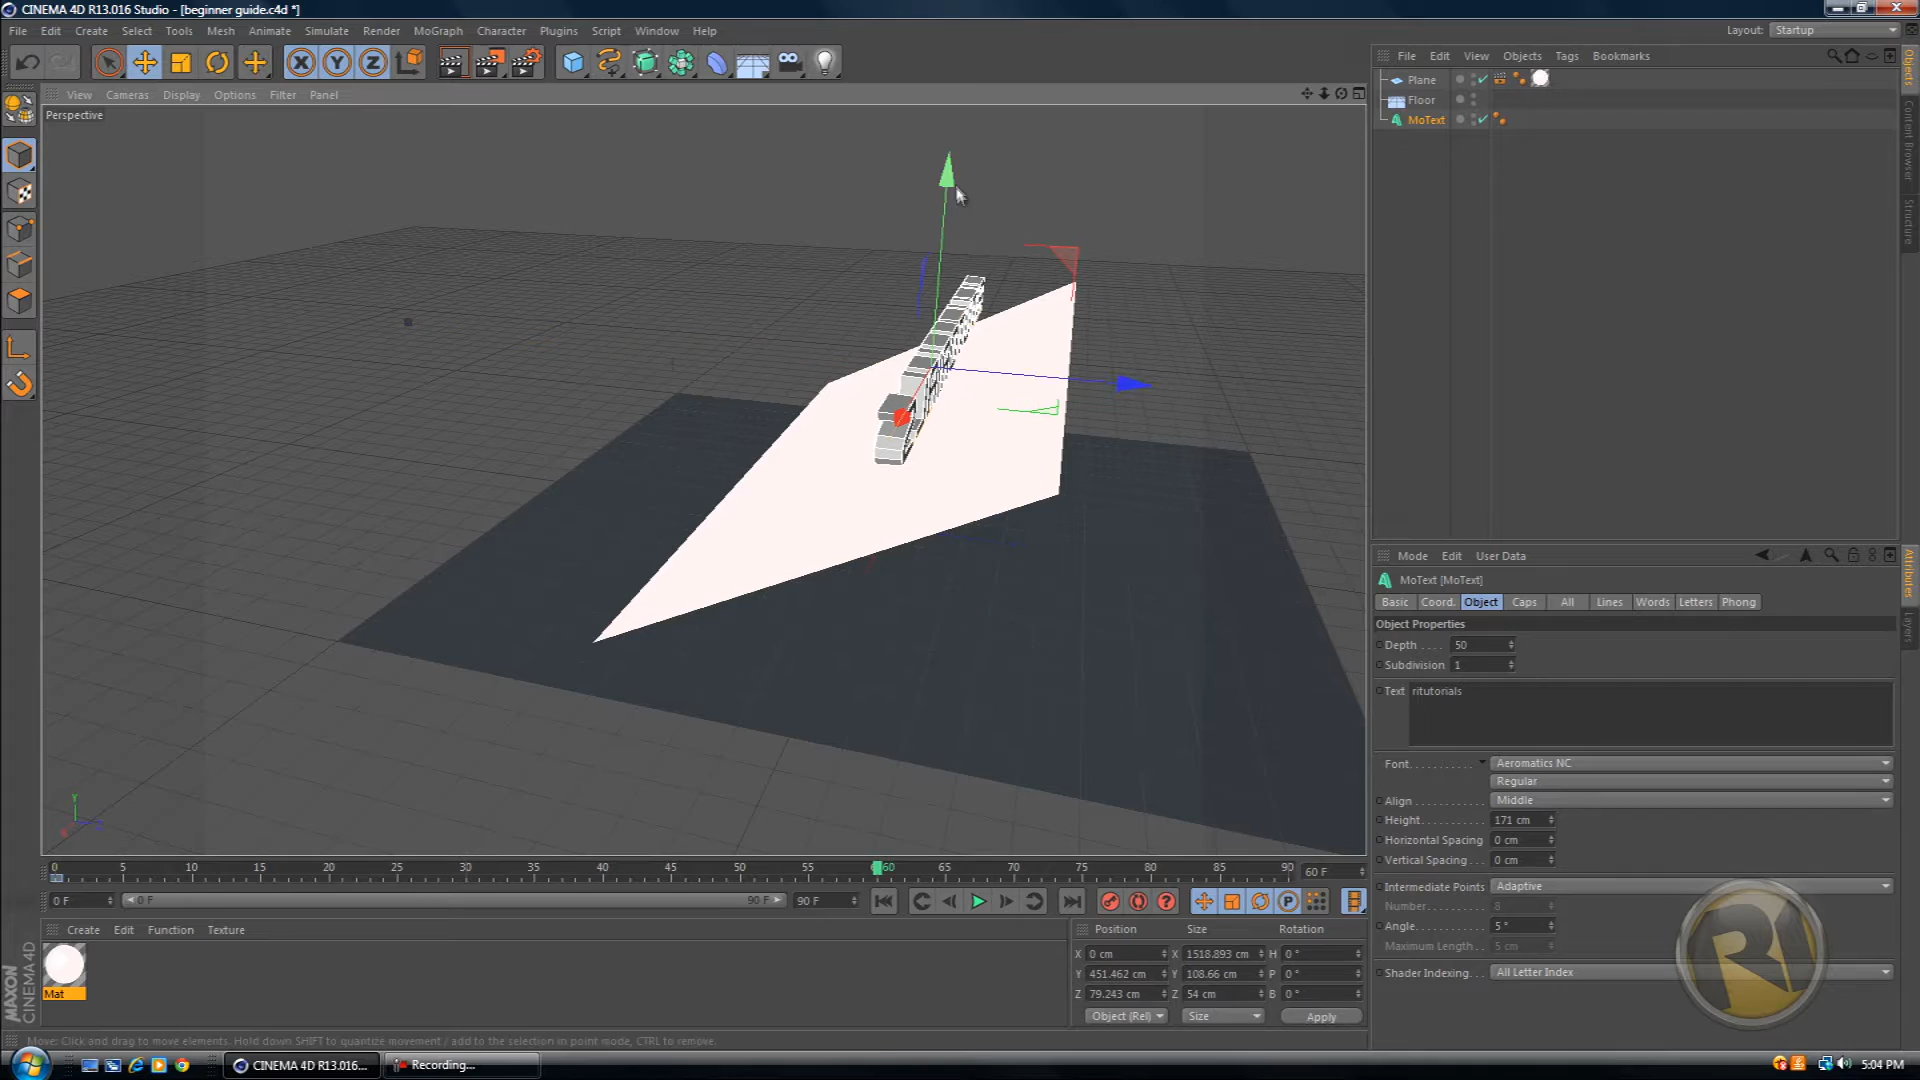 CINEMA 4D R13.016 Studio - [beginner guide.c4d *]
File Edit Create Select Tools Mesh Animate Simulate Render MoGraph Character Plugins Script Window Help
Layout: Startup
File Edit View Objects Tags Bookmarks
View Cameras Display Options Filter Panel
Perspective
Plane
Floor
MoText
Objects
Content Browser
Structure
Mode Edit User Data
MoText [MoText]
Basic Coord. Object Caps All Lines Words Letters Phong
Object Properties
Depth . . . . 50
Subdivision 1
Text ritutorials
Font. . . . . . . . . . . Aeromatics NC
Regular
Align . . . . . . . . . . . Middle
Height. . . . . . . . . . 171 cm
Horizontal Spacing 0 cm
Vertical Spacing . . . 0 cm
Intermediate Points Adaptive
Number. . . . . . . . . 8
Angle. . . . . . . . . . . 5 °
Maximum Length. . 5 cm
Shader Indexing. . . All Letter Index
Attributes
Layers
Y
X
Z
0 5 10 15 20 25 30 35 40 45 50 55 60 65 70 75 80 85 90 60 F
0 F 0 F 90 F 90 F
Create Edit Function Texture
Mat
Position Size Rotation
X 0 cm X 1518.893 cm H 0 °
Y 451.462 cm Y 108.66 cm P 0 °
Z 79.243 cm Z 54 cm B 0 °
Object (Rel) Size Apply
MAXON
CINEMA 4D
Move: Click and drag to move elements. Hold down SHIFT to quantize movement / add to the selection in point mode, CTRL to remove.
CINEMA 4D R13.016... Recording... 5:04 PM